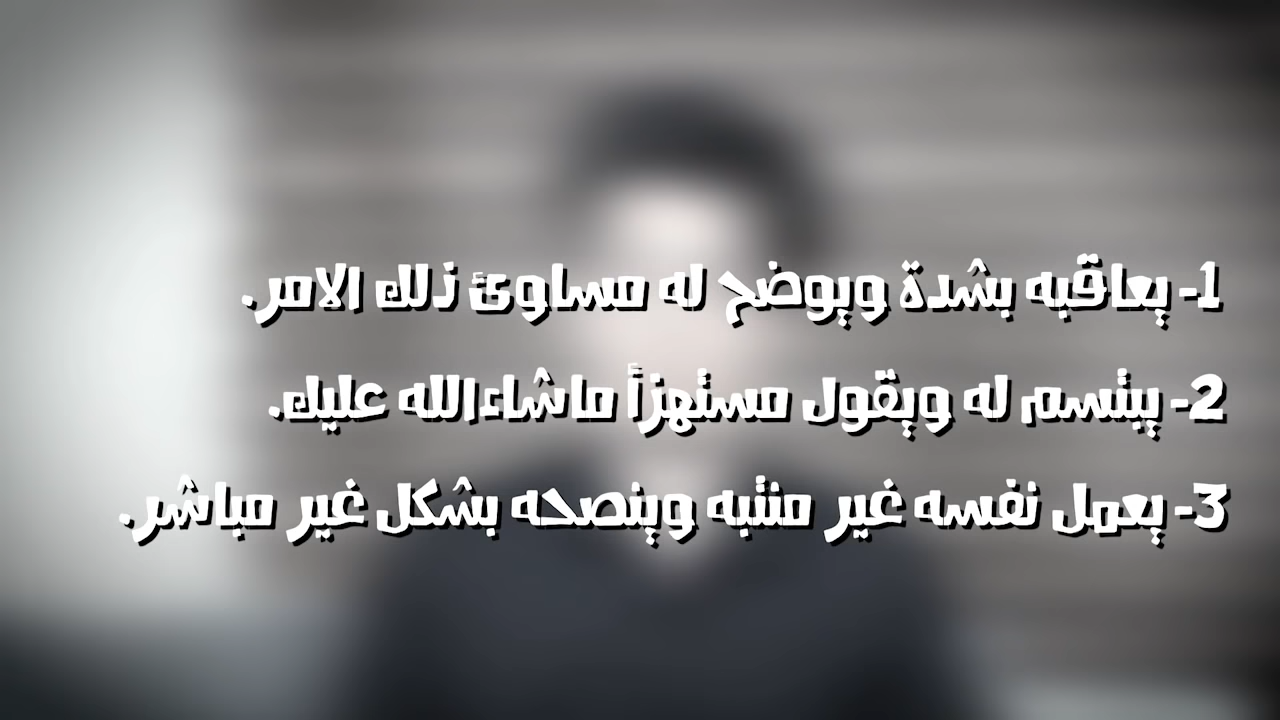 1- يعاقبه بشدة ويوضح له مساوئ ذلك الامر.
2- يبتسم له ويقول مستهزأ ماشاءالله عليك.
3- يعمل نفسه غير منتبه وينصحه بشكل غير مباشر.